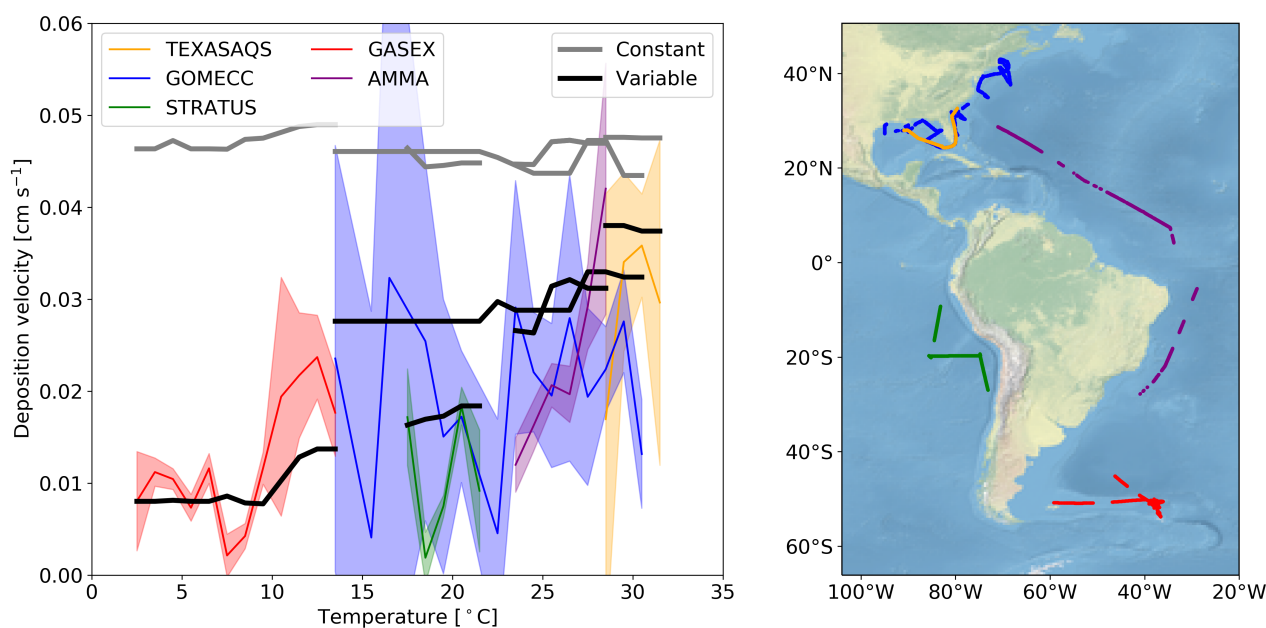 0.06
0.05
0.04
0.03
0.02
0.01
0.00
Deposition velocity [cm s⁻¹]
TEXASAQS
GOMECC
STRATUS
GASEX
AMMA
Constant
Variable
0 5 10 15 20 25 30 35
Temperature [°C]
40°N
20°N
0°
20°S
40°S
60°S
100°W 80°W 60°W 40°W 20°W